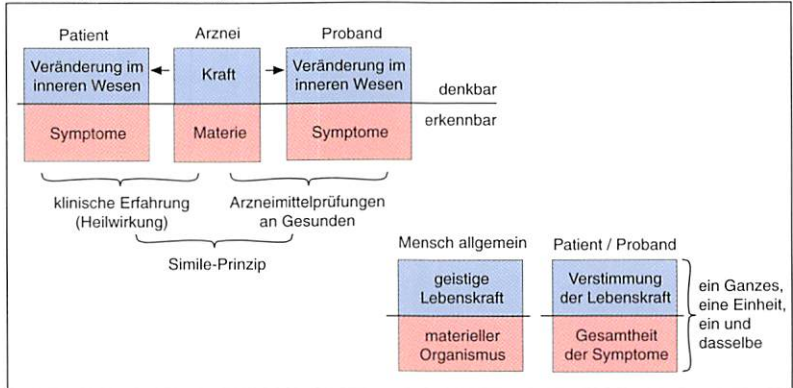 Patient
Arznei
Proband
Veränderung im
inneren Wesen
Kraft
Veränderung im
inneren Wesen
denkbar
erkennbar
Symptome
Materie
Symptome
klinische Erfahrung
(Heilwirkung)
Arzneimittelprüfungen
an Gesunden
Simile-Prinzip
Mensch allgemein
Patient / Proband
geistige
Lebenskraft
Verstimmung
der Lebenskraft
materieller
Organismus
Gesamtheit
der Symptome
ein Ganzes,
eine Einheit,
ein und
dasselbe